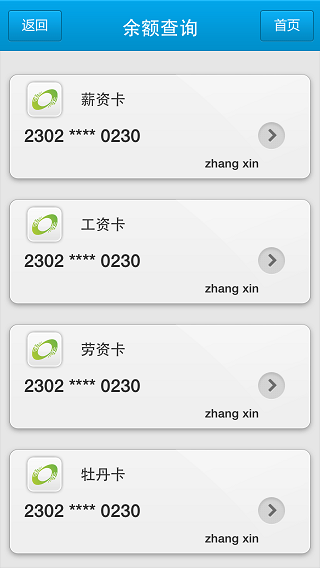 返回 余额查询 首页
薪资卡
2302 **** 0230
zhang xin
工资卡
2302 **** 0230
zhang xin
劳资卡
2302 **** 0230
zhang xin
牡丹卡
2302 **** 0230
zhang xin